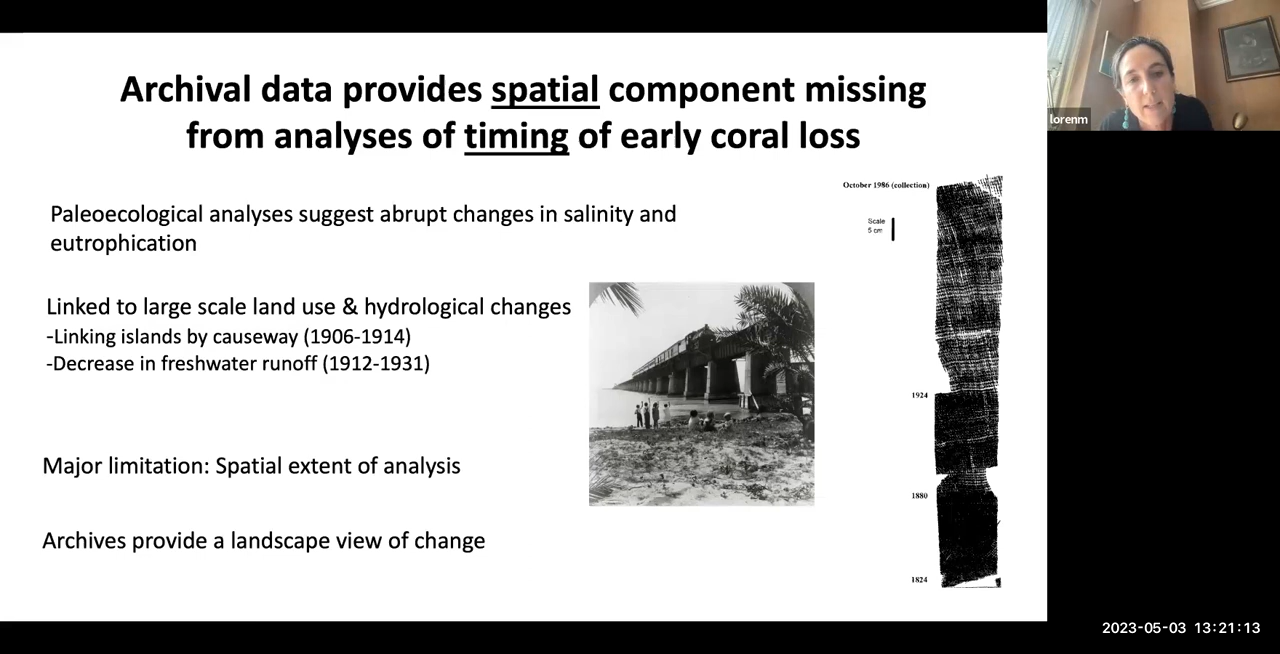 Archival data provides spatial component missing
from analyses of timing of early coral loss
Paleoecological analyses suggest abrupt changes in salinity and
eutrophication
Linked to large scale land use & hydrological changes
-Linking islands by causeway (1906-1914)
-Decrease in freshwater runoff (1912-1931)
Major limitation: Spatial extent of analysis
Archives provide a landscape view of change
October 1986 (collection)
Scale
5 cm
1924
1880
1824
lorenm
2023-05-03 13:21:13